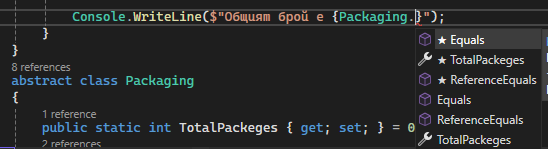 Console.WriteLine($"Общиям брой е {Packaging.}");
}
★ Equals
}
★ TotalPackeges
8 references
abstract class Packaging
★ ReferenceEquals
{
Equals
1 reference
ReferenceEquals
public static int TotalPackeges { get; set; } = 0
TotalPackeges
2 references